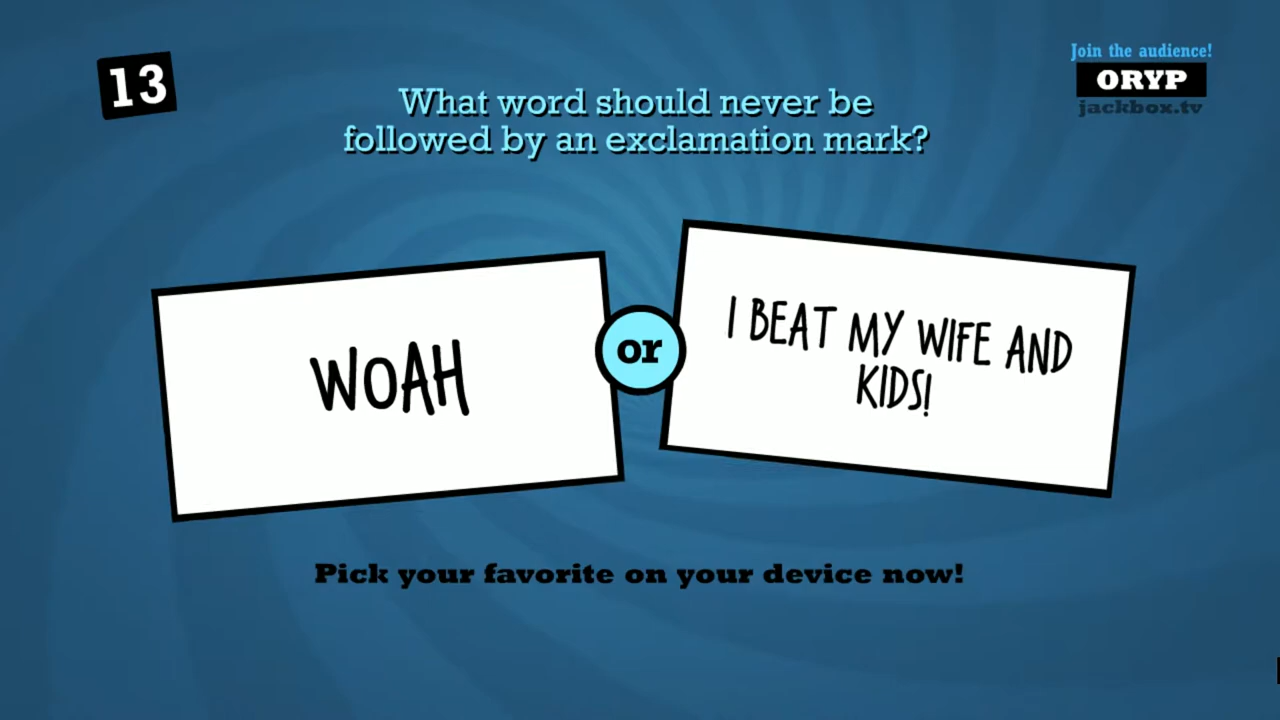 13
Join the audience!
ORYP
jackbox.tv
What word should never be
followed by an exclamation mark?
WOAH
or
I BEAT MY WIFE AND
KIDS!
Pick your favorite on your device now!